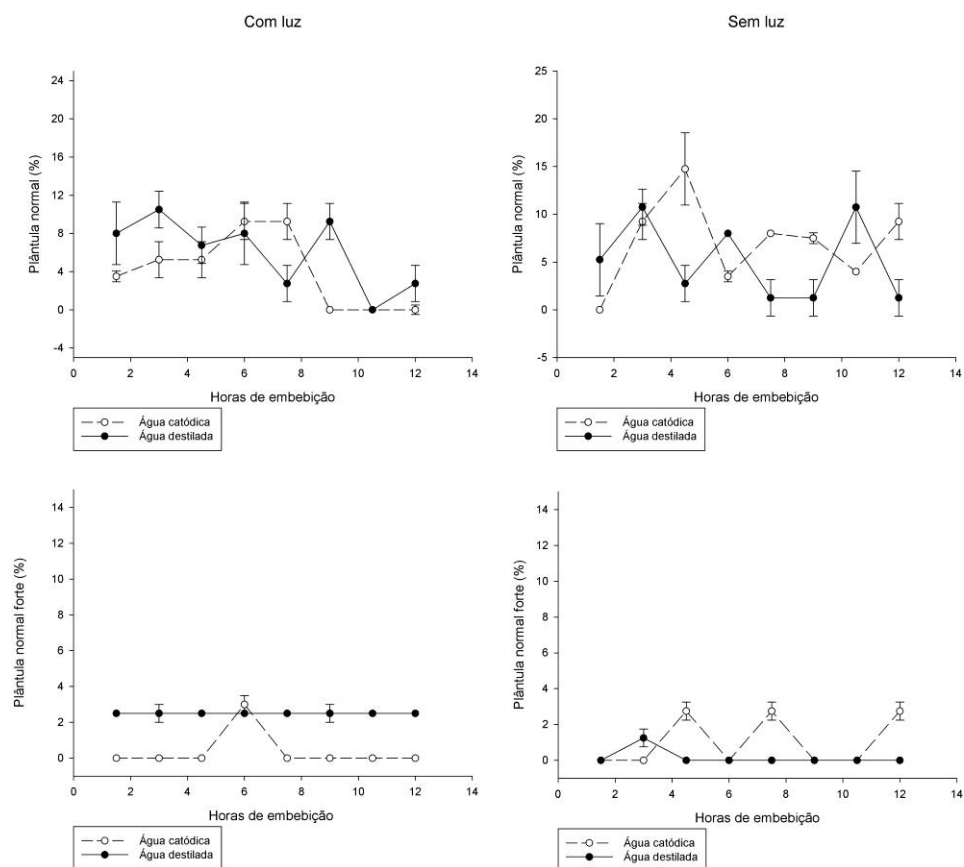 Com luz
Sem luz
Plântula normal (%)
24
20
16
12
8
4
0
-4
0 2 4 6 8 10 12 14
Horas de embebição
Água catódica
Água destilada
Plântula normal (%)
25
20
15
10
5
0
-5
0 2 4 6 8 10 12 14
Horas de embebição
Água catódica
Água destilada
Plântula normal forte (%)
14
12
10
8
6
4
2
0
0 2 4 6 8 10 12 14
Horas de embebição
Água catódica
Água destilada
Plântula normal forte (%)
14
12
10
8
6
4
2
0
0 2 4 6 8 10 12 14
Horas de embebição
Água catódica
Água destilada